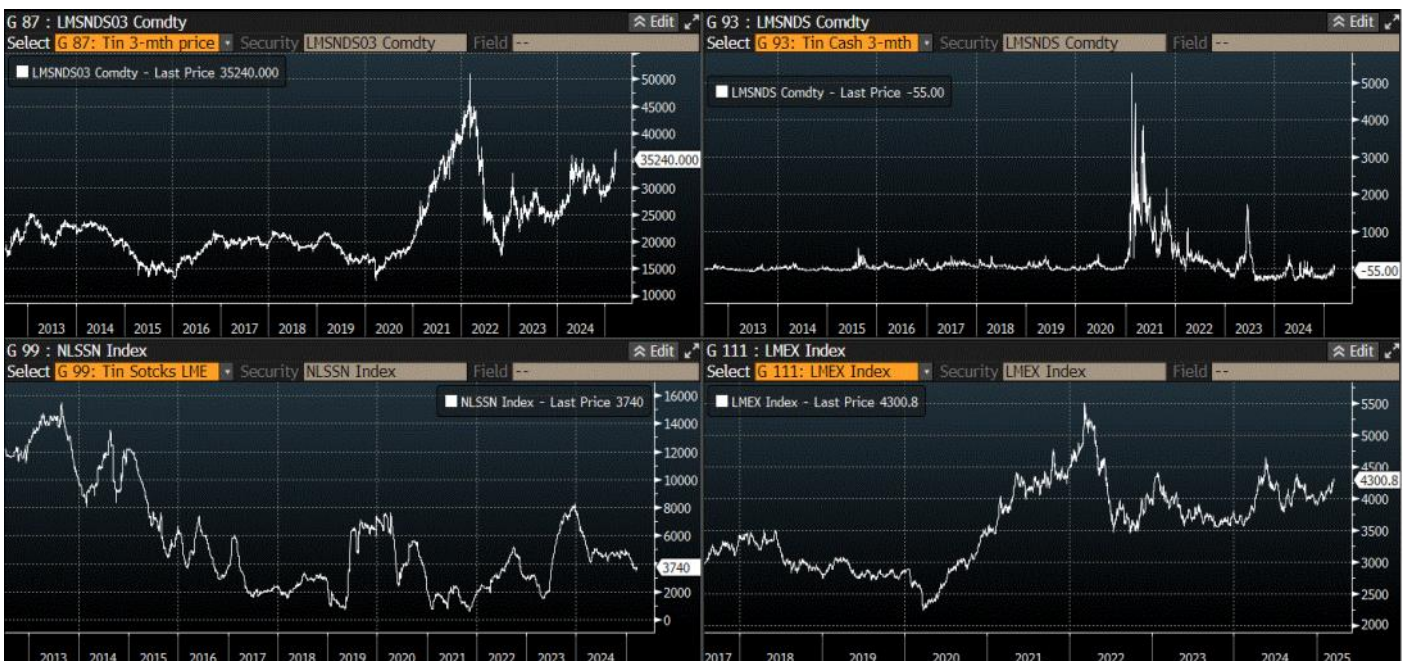 G 87 : LMSNDS03 Comdty
Edit
Select G 87: Tin 3-mth price Security LMSNDS03 Comdty Field --
LMSNDS03 Comdty - Last Price 35240.000
50000
45000
40000
35240.000
30000
25000
20000
15000
10000
2013 2014 2015 2016 2017 2018 2019 2020 2021 2022 2023 2024
G 93 : LMSNDS Comdty
Edit
Select G 93: Tin Cash 3-mth Security LMSNDS Comdty Field --
LMSNDS Comdty - Last Price -55.00
5000
4000
3000
2000
1000
-55.00
2013 2014 2015 2016 2017 2018 2019 2020 2021 2022 2023 2024
G 99 : NLSSN Index
Edit
Select G 99: Tin Sotcks LME Security NLSSN Index Field --
NLSSN Index - Last Price 3740
16000
14000
12000
10000
8000
6000
3740
0
2013 2014 2015 2016 2017 2018 2019 2020 2021 2022 2023 2024
G 111 : LMEX Index
Edit
Select G 111: LMEX Index Security LMEX Index Field --
LMEX Index - Last Price 4300.8
5500
5000
4500
4300.8
4000
3500
3000
2500
2000
2017 2018 2019 2020 2021 2022 2023 2024 2025